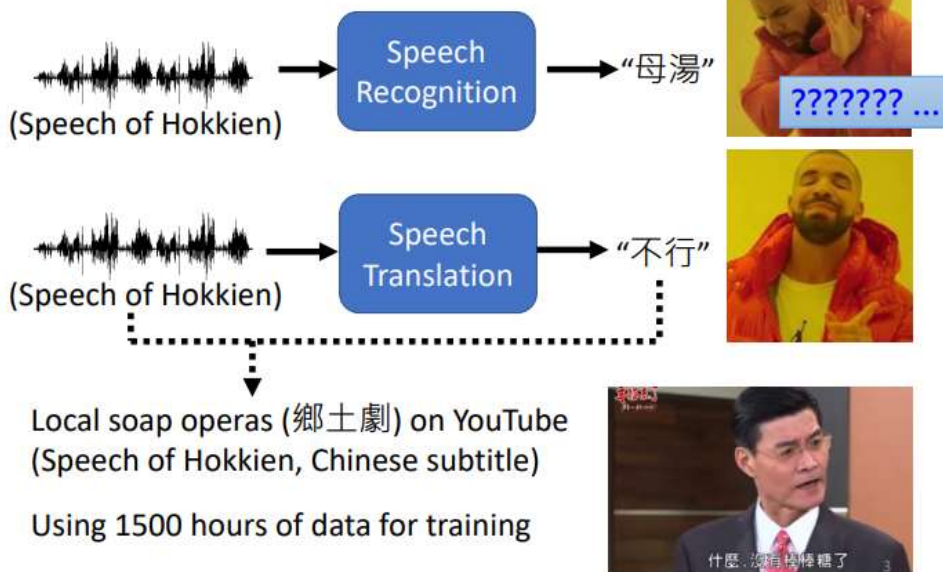 Speech
Recognition
“母湯”
??????? ...
(Speech of Hokkien)
Speech
Translation
“不行”
(Speech of Hokkien)
Local soap operas (鄉土劇) on YouTube
(Speech of Hokkien, Chinese subtitle)
Using 1500 hours of data for training
什麼.沒有棒棒糖了
3